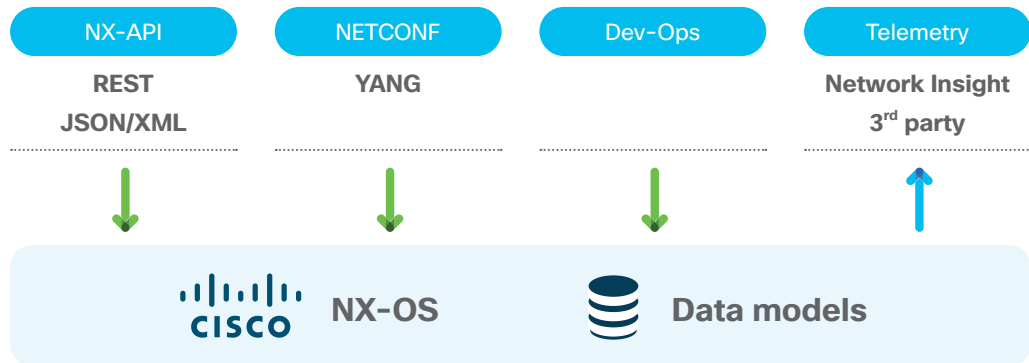 NX-API
REST
JSON/XML
NETCONF
YANG
Dev-Ops
Telemetry
Network Insight
3rd party
CISCO
NX-OS
Data models